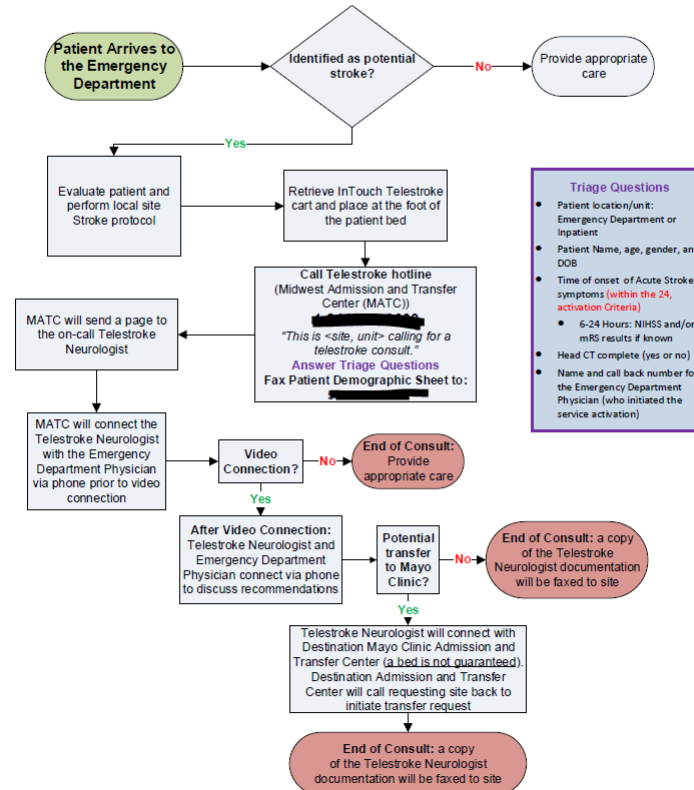 Patient Arrives to
the Emergency
Department
Identified as potential
stroke?
No
Provide appropriate
care
Yes
Evaluate patient and
perform local site
Stroke protocol
Retrieve InTouch Telestroke
cart and place at the foot of
the patient bed
Triage Questions
Patient location/unit:
Emergency Department or
Inpatient
Patient Name, age, gender, an
DOB
Time of onset of Acute Stroke
symptoms (within the 24,
activation Criteria)
6-24 Hours: NIHSS and/or
mRS results if known
Head CT complete (yes or no)
Name and call back number fo
the Emergency Department
Physician (who initiated the
service activation)
Call Telestroke hotline
(Midwest Admission and Transfer
Center (MATC))
"This is <site, unit> calling for a
telestroke consult."
Answer Triage Questions
Fax Patient Demographic Sheet to:
MATC will send a page to
the on-call Telestroke
Neurologist
MATC will connect the
Telestroke Neurologist
with the Emergency
Department Physician
via phone prior to video
connection
Video
Connection?
No
End of Consult:
Provide
appropriate care
Yes
After Video Connection:
Telestroke Neurologist and
Emergency Department
Physician connect via phone
to discuss recommendations
Potential
transfer
to Mayo
Clinic?
No
End of Consult: a copy
of the Telestroke
Neurologist documentation
will be faxed to site
Yes
Telestroke Neurologist will connect with
Destination Mayo Clinic Admission and
Transfer Center (a bed is not guaranteed).
Destination Admission and Transfer
Center will call requesting site back to
initiate transfer request
End of Consult: a copy
of the Telestroke Neurologist
documentation will be faxed to site